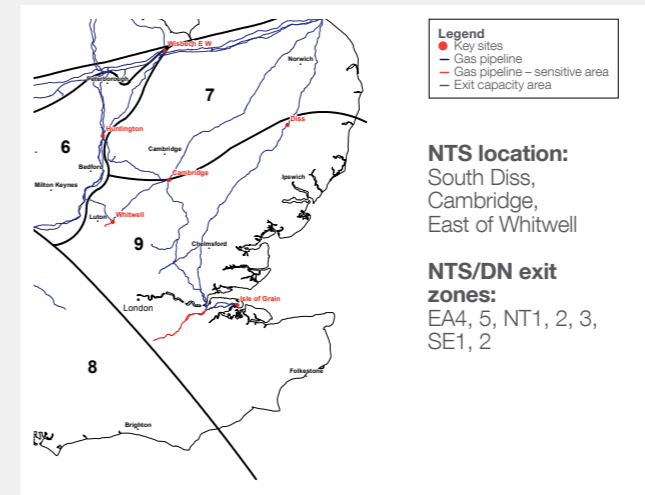 Wisbech E W
Norwich
Peterborough
7
Diss
Huntington
6
Cambridge
Bedford
Cambridge
Ipswich
Milton Keynes
Luton
Whitwell
9
Chelmsford
Isle of Grain
London
8
Folkestone
Brighton
Legend
Key sites
Gas pipeline
Gas pipeline – sensitive area
Exit capacity area
NTS location:
South Diss,
Cambridge,
East of Whitwell
NTS/DN exit
zones:
EA4, 5, NT1, 2, 3,
SE1, 2